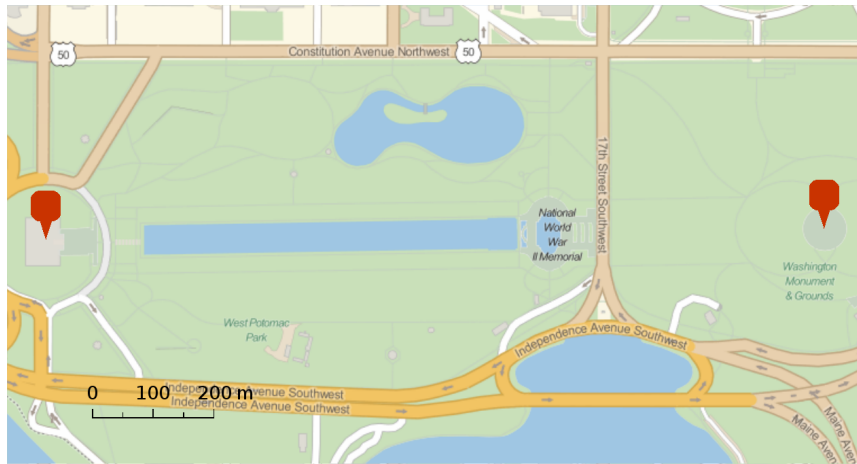 50
Constitution Avenue Northwest
50
17th Street Southwest
National
World
War
II Memorial
Washington
Monument
& Grounds
West Potomac
Park
Independence Avenue Southwest
Independence Avenue Southwest
Independence Avenue Southwest
0 100 200 m
Maine Aven
Maine Aven